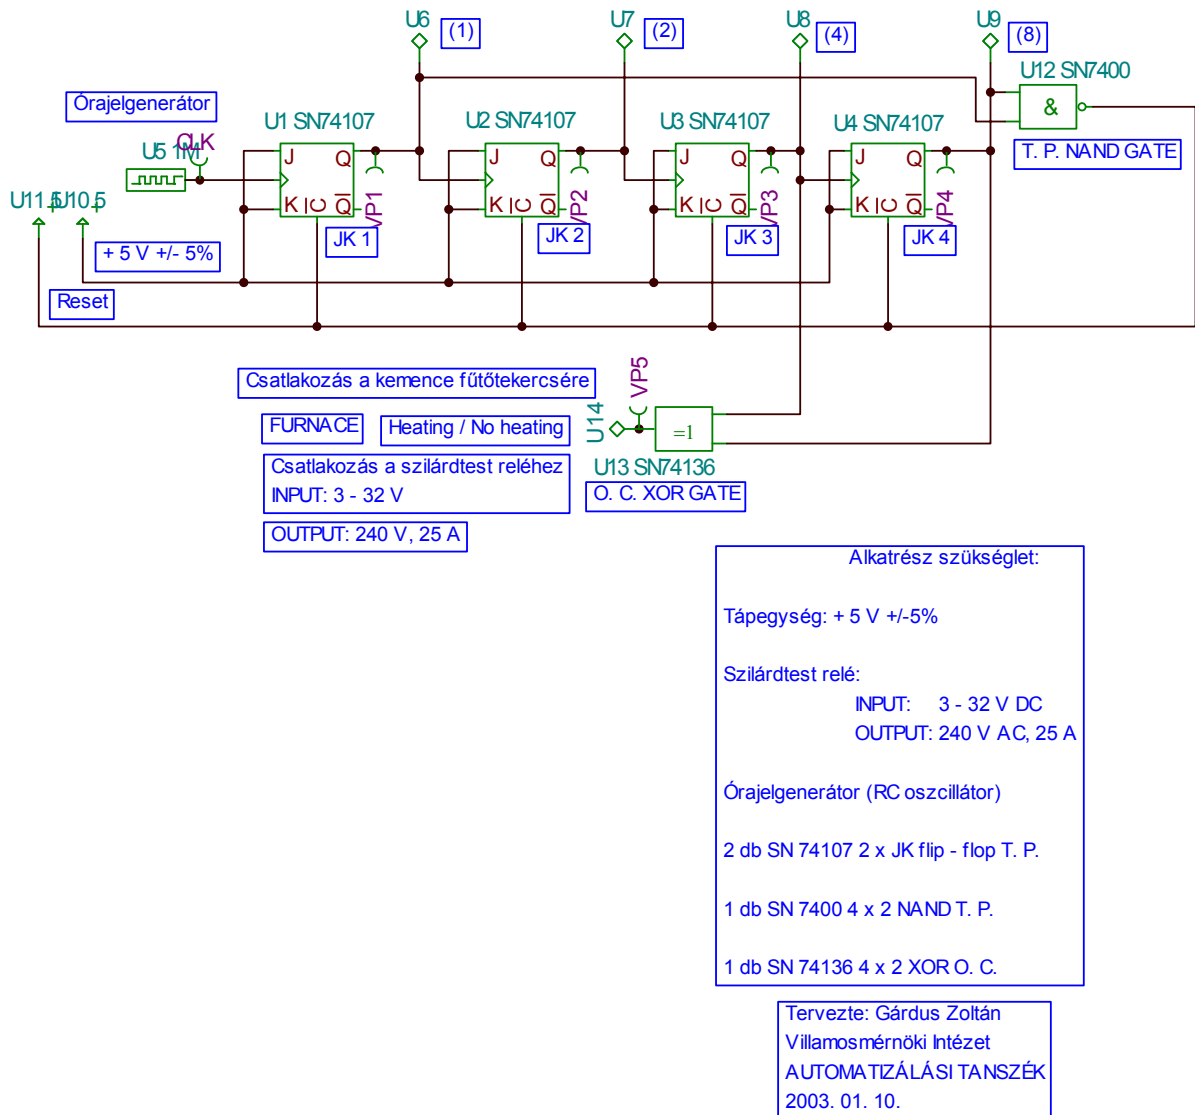 U6
(1)
U7
(2)
U8
(4)
U9
(8)
U12 SN7400
&
T. P. NAND GATE
Órajelgenerátor
U5 1M
CLK
U1 SN74107
J Q
K |C Q
VP1
JK 1
U2 SN74107
J Q
K |C Q
VP2
JK 2
U3 SN74107
J Q
K |C Q
VP3
JK 3
U4 SN74107
J Q
K |C Q
VP4
JK 4
U11 5
U10 5
+ 5 V +/- 5%
Reset
Csatlakozás a kemence fűtőtekercsére
FURNACE
Heating / No heating
Csatlakozás a szilárdtest reléhez
INPUT: 3 - 32 V
OUTPUT: 240 V, 25 A
U14
VP5
=1
U13 SN74136
O. C. XOR GATE
Alkatrész szükséglet:
Tápegység: + 5 V +/-5%
Szilárdtest relé:
INPUT: 3 - 32 V DC
OUTPUT: 240 V AC, 25 A
Órajelgenerátor (RC oszcillátor)
2 db SN 74107 2 x JK flip - flop T. P.
1 db SN 7400 4 x 2 NAND T. P.
1 db SN 74136 4 x 2 XOR O. C.
Tervezte: Gárdus Zoltán
Villamosmérnöki Intézet
AUTOMATIZÁLÁSI TANSZÉK
2003. 01. 10.